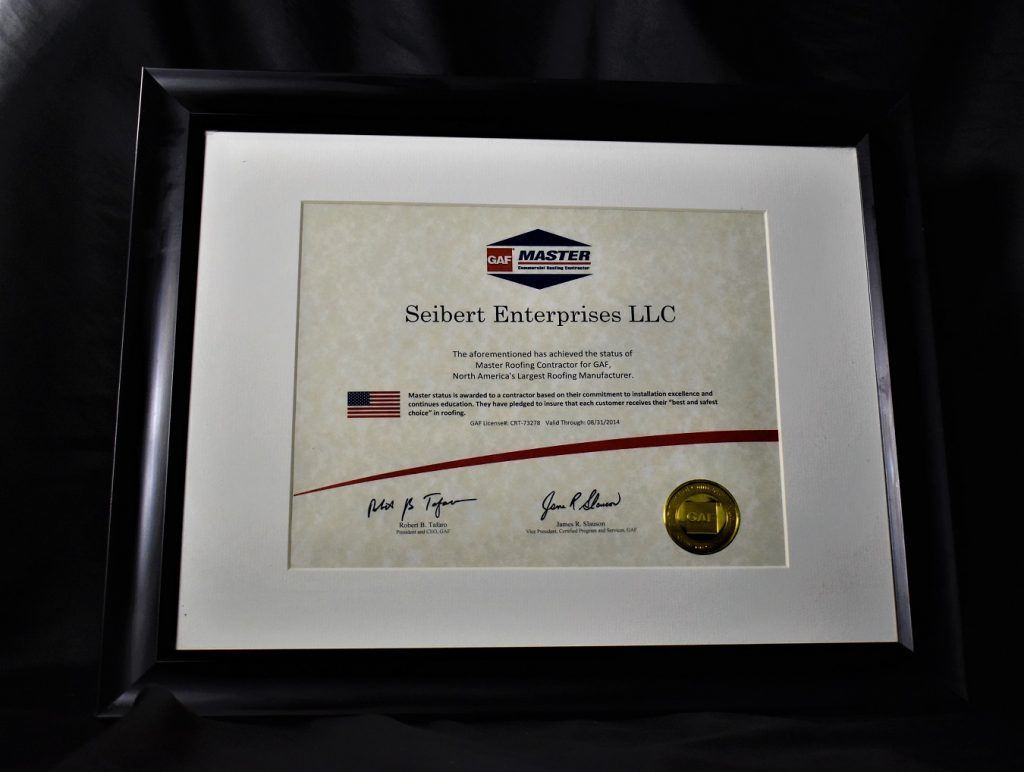 GAF MASTER
Commercial Roofing Contractor
Seibert Enterprises LLC
The aforementioned has achieved the status of
Master Roofing Contractor for GAF,
North America's Largest Roofing Manufacturer.
Master status is awarded to a contractor based on their commitment to installation excellence and
continues education. They have pledged to insure that each customer receives their "best and safest
choice" in roofing.
GAF License#: CRT-73278 Valid Through: 08/31/2014
Robert B. Tafaro
President and CEO, GAF
James R. Slauson
Vice President, Certified Program and Services, GAF
GAF